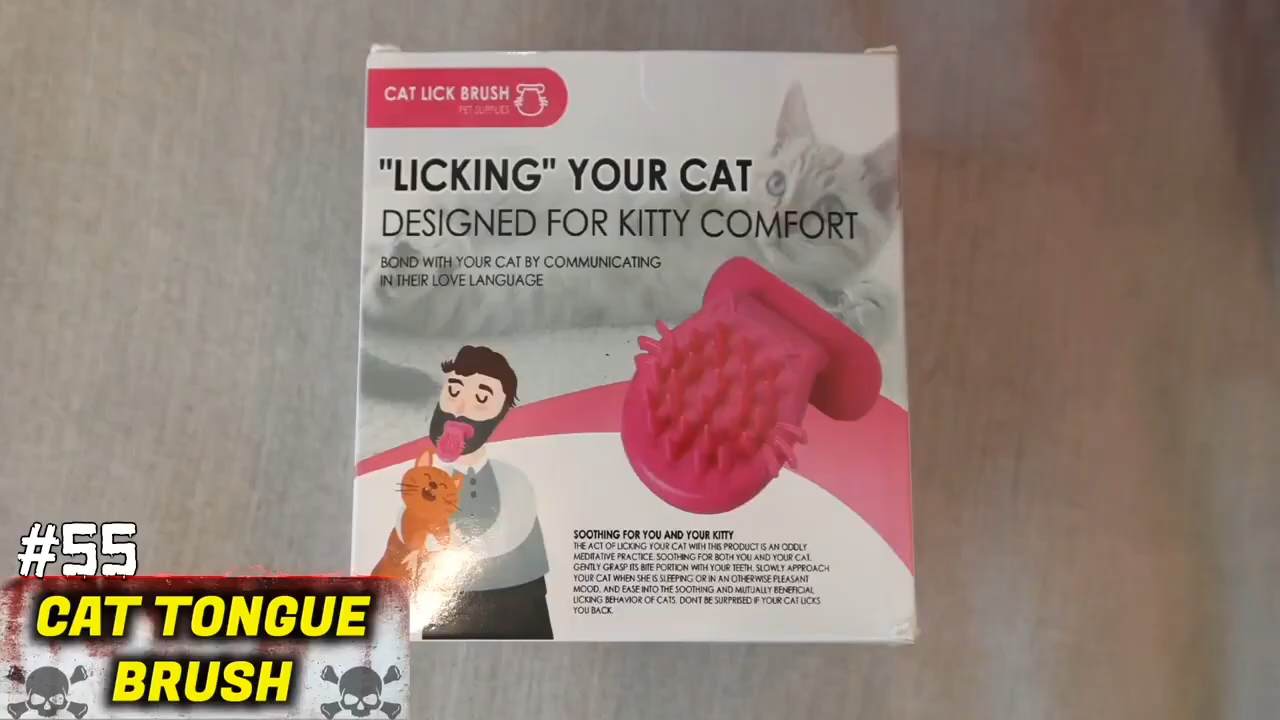 CAT LICK BRUSH
PET SUPPLIES
"LICKING" YOUR CAT
DESIGNED FOR KITTY COMFORT
BOND WITH YOUR CAT BY COMMUNICATING
IN THEIR LOVE LANGUAGE
SOOTHING FOR YOU AND YOUR KITTY
THE ACT OF LICKING YOUR CAT WITH THIS PRODUCT IS AN ODDLY
MEDITATIVE PRACTICE. SOOTHING FOR BOTH YOU AND YOUR CAT.
GENTLY GRASP ITS BITE PORTION WITH YOUR TEETH. SLOWLY APPROACH
YOUR CAT WHEN SHE IS SLEEPING OR IN AN OTHERWISE PLEASANT
MOOD, AND EASE INTO THE SOOTHING AND MUTUALLY BENEFICIAL
LICKING BEHAVIOR OF CATS. DON'T BE SURPRISED IF YOUR CAT LICKS
YOU BACK.
#55
CAT TONGUE
BRUSH